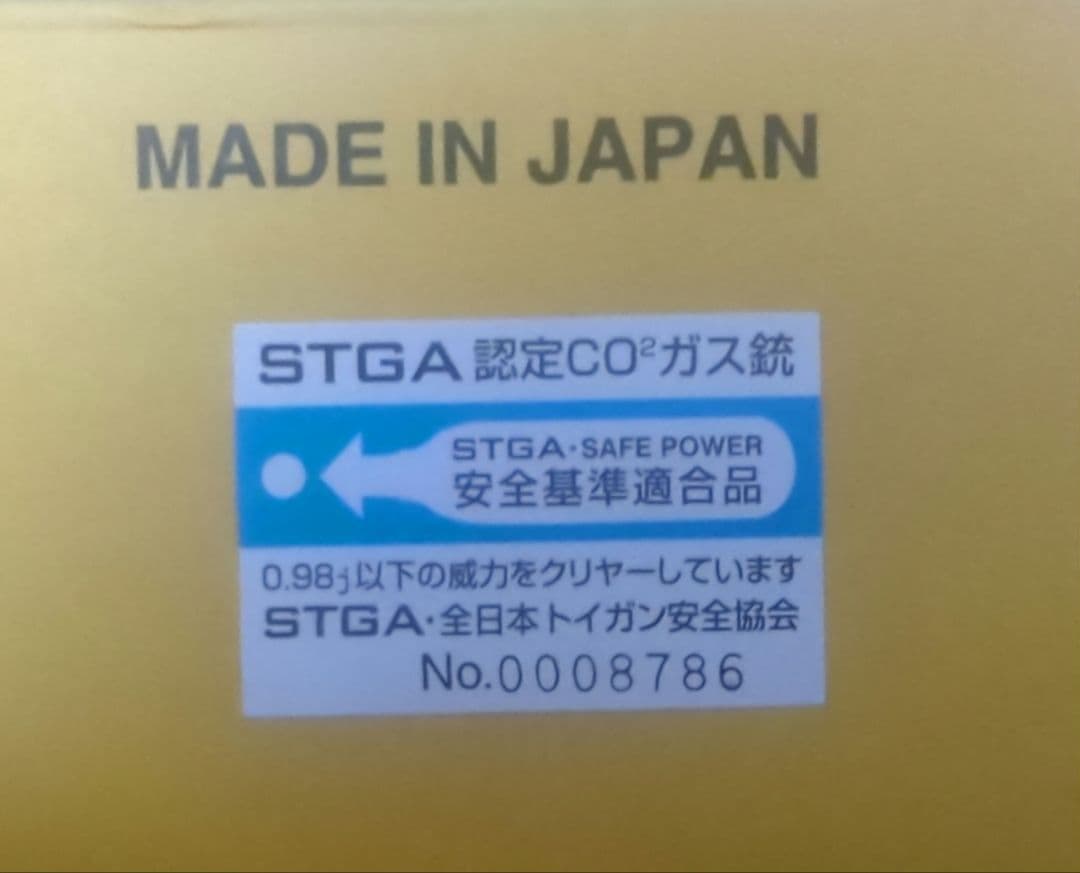 MADE IN JAPAN
STGA 認定CO²ガス銃
STGA・SAFE POWER
安全基準適合品
0.98j以下の威力をクリヤーしています
STGA・全日本トイガン安全協会
No.0008786